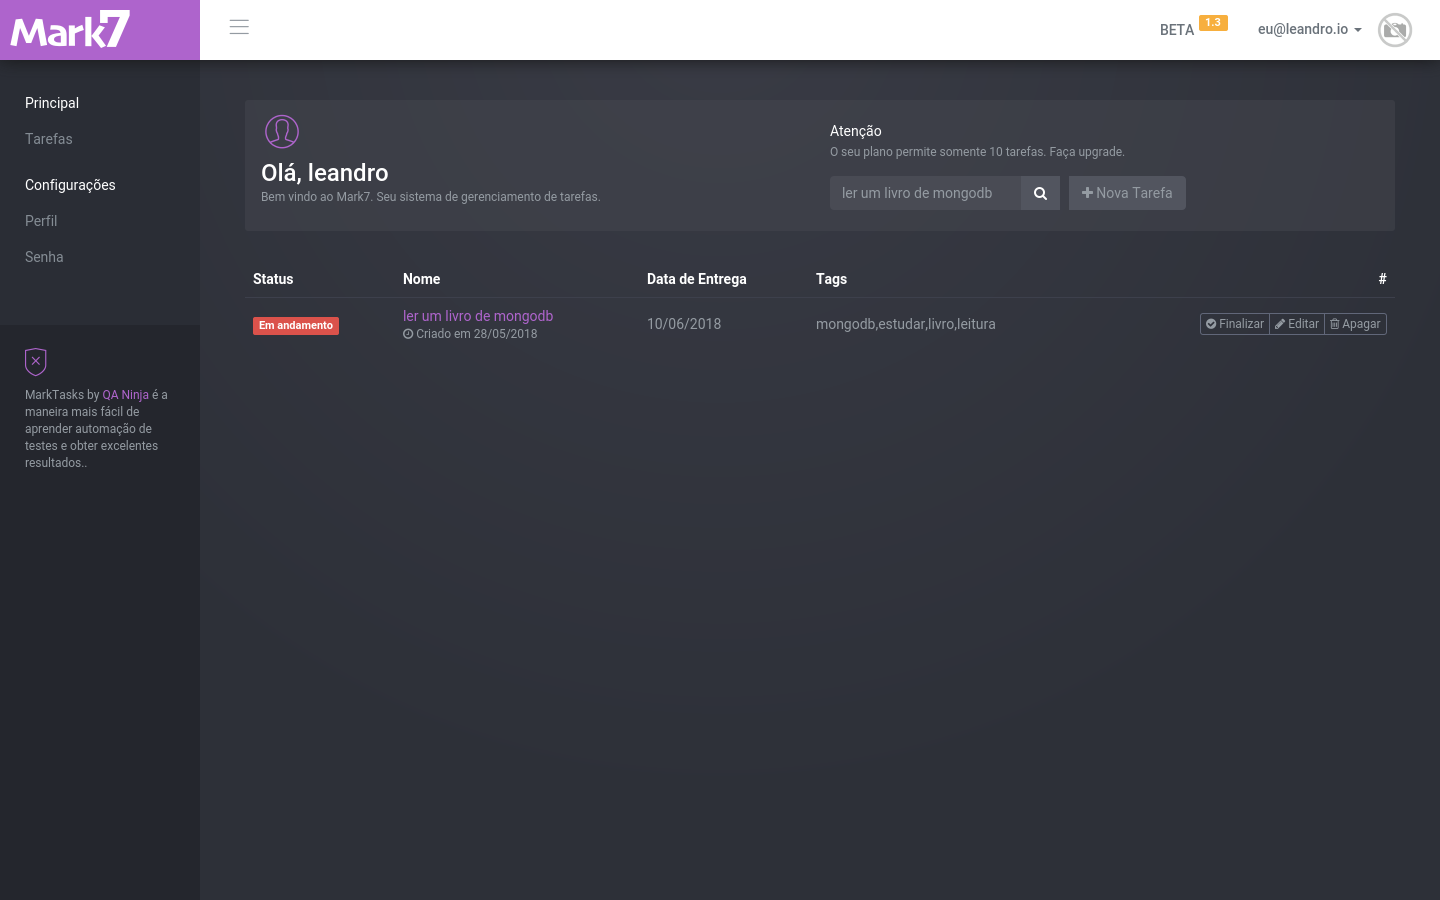 Mark7
BETA 1.3
eu@leandro.io
Principal
Tarefas
Configurações
Perfil
Senha
MarkTasks by QA Ninja é a
maneira mais fácil de
aprender automação de
testes e obter excelentes
resultados..
Olá, leandro
Bem vindo ao Mark7. Seu sistema de gerenciamento de tarefas.
Atenção
O seu plano permite somente 10 tarefas. Faça upgrade.
ler um livro de mongodb
Nova Tarefa
Status Nome Data de Entrega Tags #
Em andamento
ler um livro de mongodb
Criado em 28/05/2018
10/06/2018
mongodb,estudar,livro,leitura
Finalizar Editar Apagar